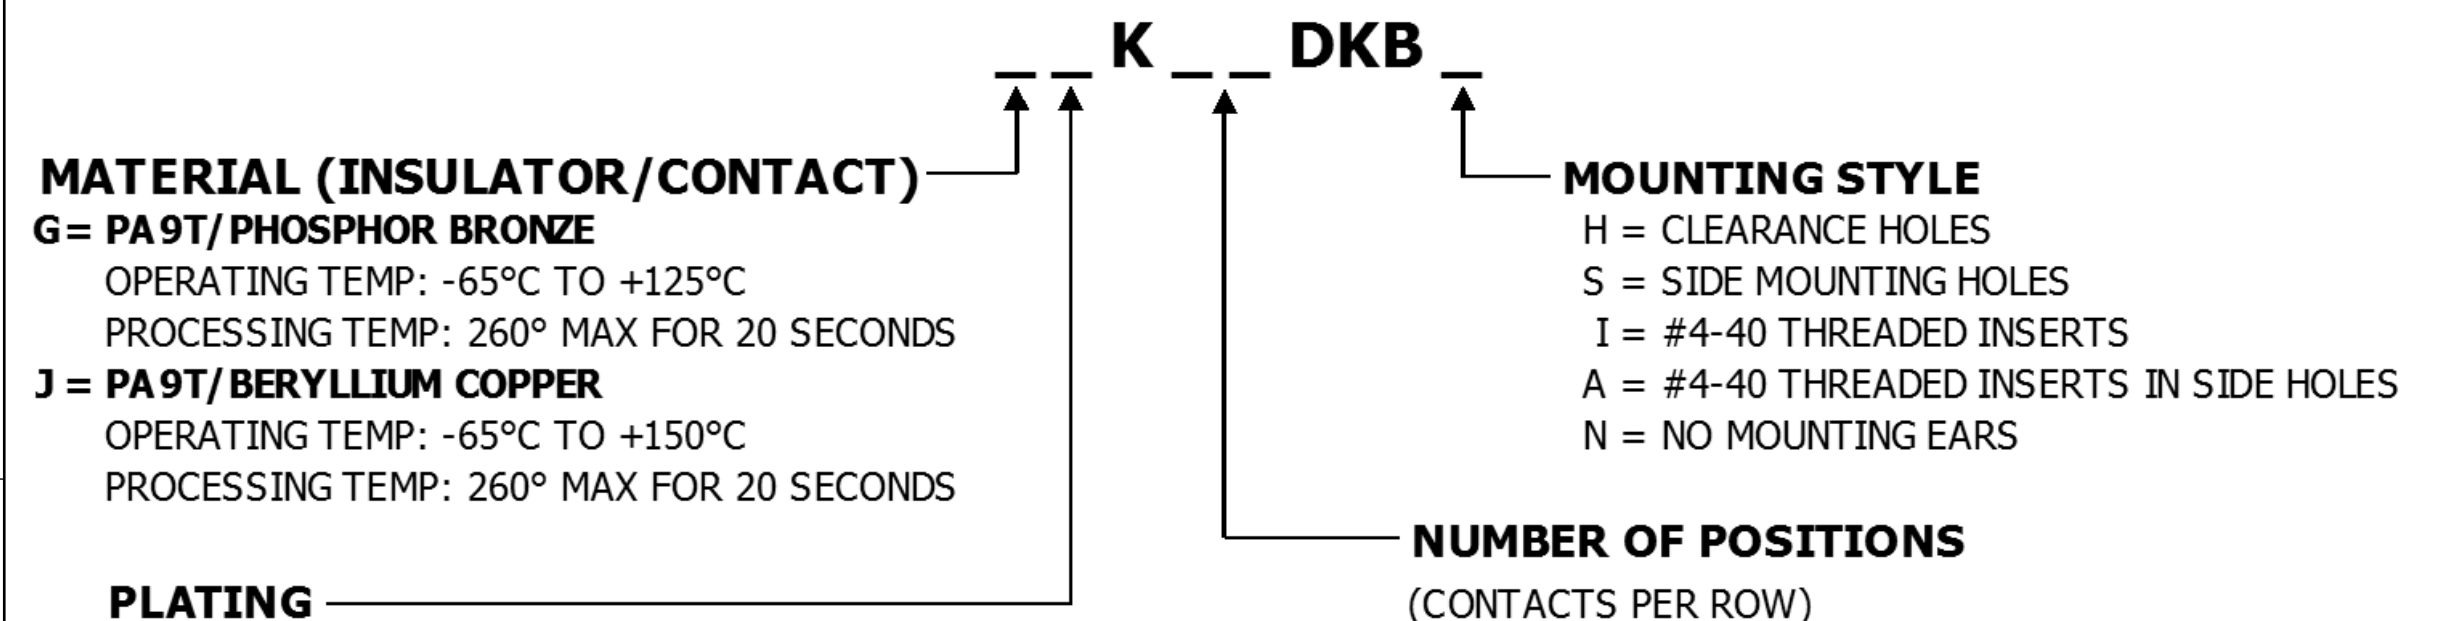 _ _ K _ _ DKB _
MATERIAL (INSULATOR/CONTACT)
G = PA9T/PHOSPHOR BRONZE
OPERATING TEMP: -65°C TO +125°C
PROCESSING TEMP: 260° MAX FOR 20 SECONDS
J = PA9T/BERYLLIUM COPPER
OPERATING TEMP: -65°C TO +150°C
PROCESSING TEMP: 260° MAX FOR 20 SECONDS
PLATING
MOUNTING STYLE
H = CLEARANCE HOLES
S = SIDE MOUNTING HOLES
I = #4-40 THREADED INSERTS
A = #4-40 THREADED INSERTS IN SIDE HOLES
N = NO MOUNTING EARS
NUMBER OF POSITIONS
(CONTACTS PER ROW)